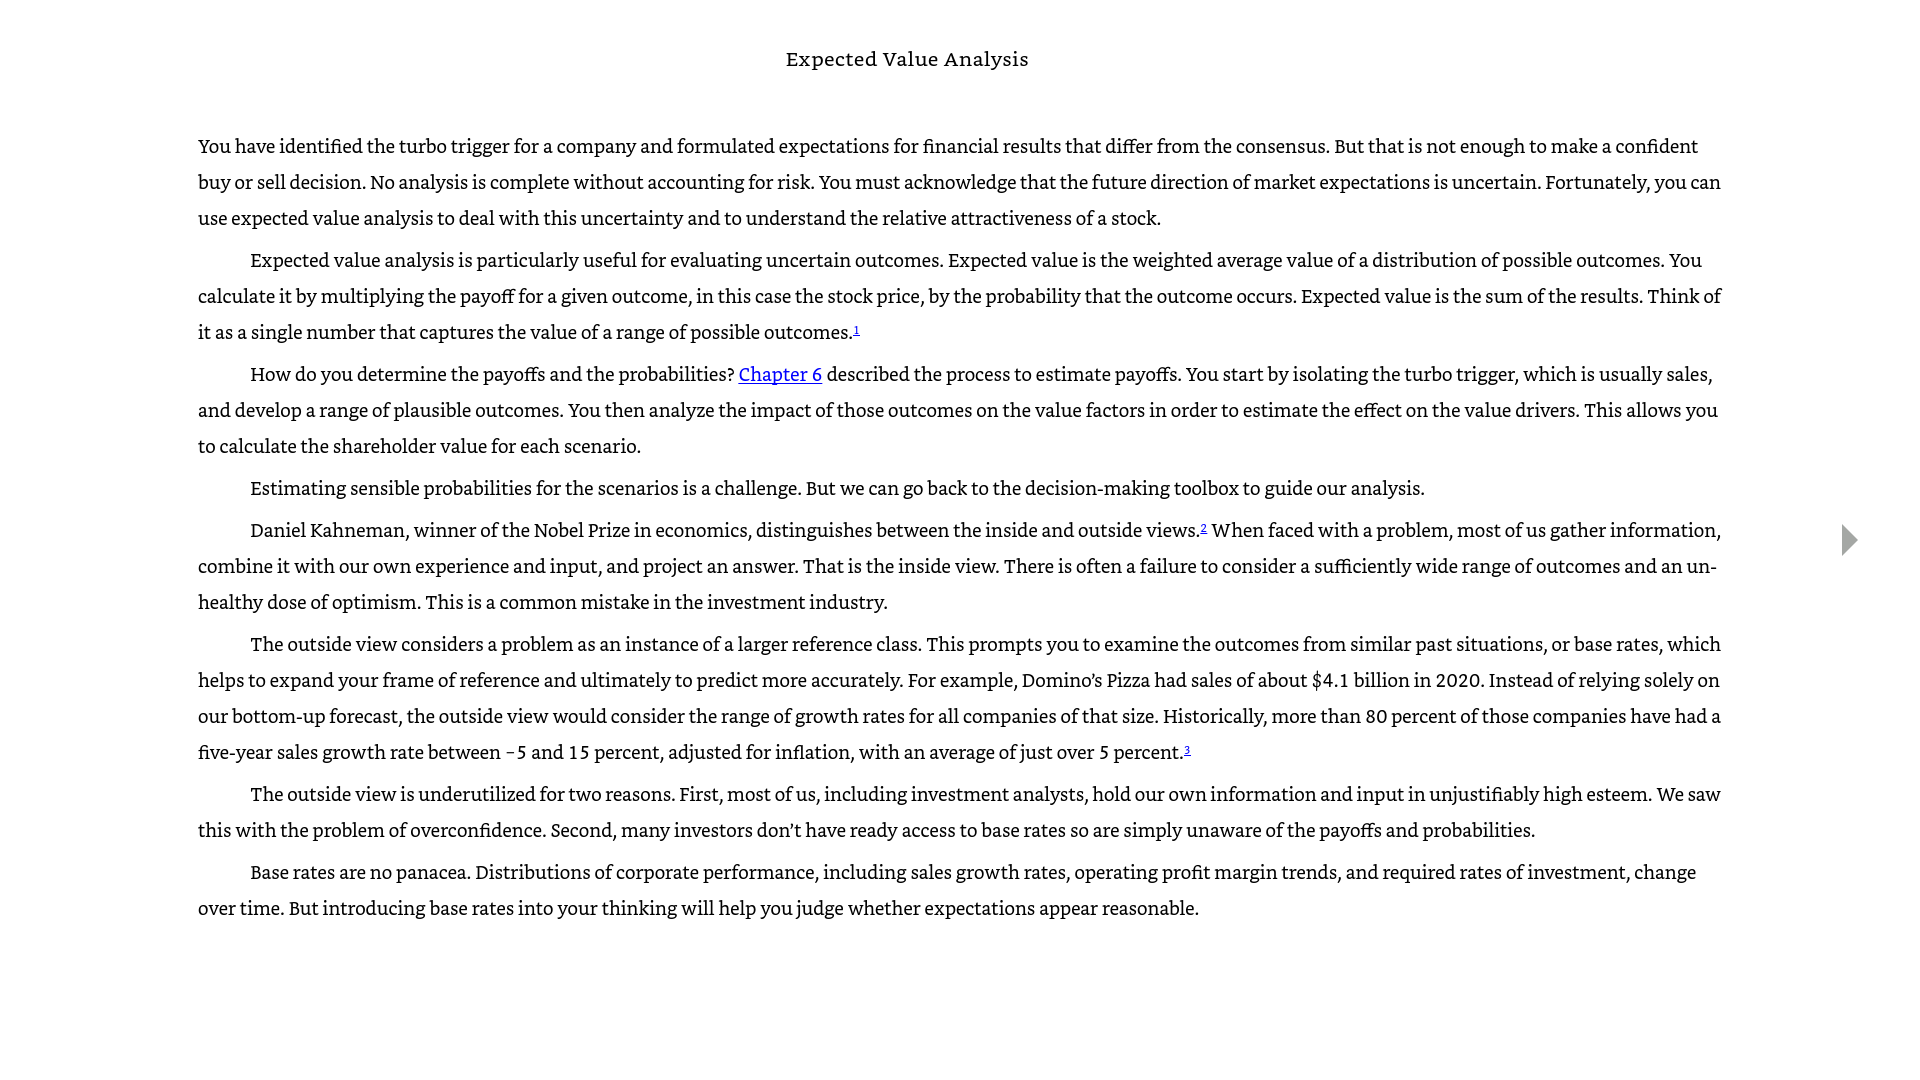 Expected Value Analysis
You have identified the turbo trigger for a company and formulated expectations for financial results that differ from the consensus. But that is not enough to make a confident
buy or sell decision. No analysis is complete without accounting for risk. You must acknowledge that the future direction of market expectations is uncertain. Fortunately, you can
use expected value analysis to deal with this uncertainty and to understand the relative attractiveness of a stock.
Expected value analysis is particularly useful for evaluating uncertain outcomes. Expected value is the weighted average value of a distribution of possible outcomes. You
calculate it by multiplying the payoff for a given outcome, in this case the stock price, by the probability that the outcome occurs. Expected value is the sum of the results. Think of
it as a single number that captures the value of a range of possible outcomes.1
How do you determine the payoffs and the probabilities? Chapter 6 described the process to estimate payoffs. You start by isolating the turbo trigger, which is usually sales,
and develop a range of plausible outcomes. You then analyze the impact of those outcomes on the value factors in order to estimate the effect on the value drivers. This allows you
to calculate the shareholder value for each scenario.
Estimating sensible probabilities for the scenarios is a challenge. But we can go back to the decision-making toolbox to guide our analysis.
Daniel Kahneman, winner of the Nobel Prize in economics, distinguishes between the inside and outside views.2 When faced with a problem, most of us gather information,
combine it with our own experience and input, and project an answer. That is the inside view. There is often a failure to consider a sufficiently wide range of outcomes and an un-
healthy dose of optimism. This is a common mistake in the investment industry.
The outside view considers a problem as an instance of a larger reference class. This prompts you to examine the outcomes from similar past situations, or base rates, which
helps to expand your frame of reference and ultimately to predict more accurately. For example, Domino’s Pizza had sales of about $4.1 billion in 2020. Instead of relying solely on
our bottom-up forecast, the outside view would consider the range of growth rates for all companies of that size. Historically, more than 80 percent of those companies have had a
five-year sales growth rate between −5 and 15 percent, adjusted for inflation, with an average of just over 5 percent.3
The outside view is underutilized for two reasons. First, most of us, including investment analysts, hold our own information and input in unjustifiably high esteem. We saw
this with the problem of overconfidence. Second, many investors don’t have ready access to base rates so are simply unaware of the payoffs and probabilities.
Base rates are no panacea. Distributions of corporate performance, including sales growth rates, operating profit margin trends, and required rates of investment, change
over time. But introducing base rates into your thinking will help you judge whether expectations appear reasonable.